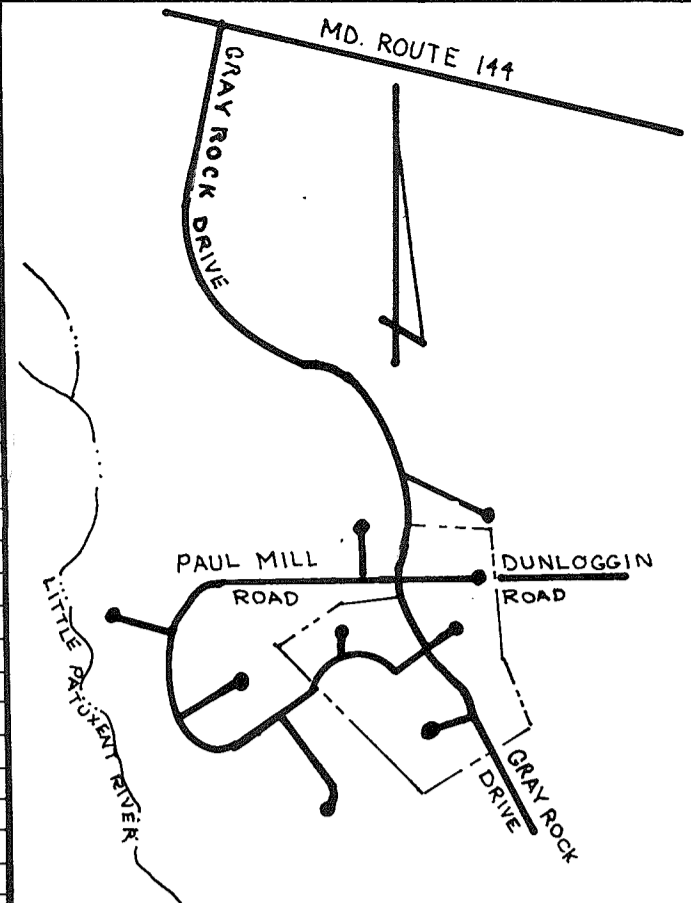 MD. ROUTE 144
GRAY ROCK DRIVE
PAUL MILL
ROAD
DUNLOGGIN
ROAD
LITTLE PATUXENT RIVER
GRAY ROCK
DRIVE